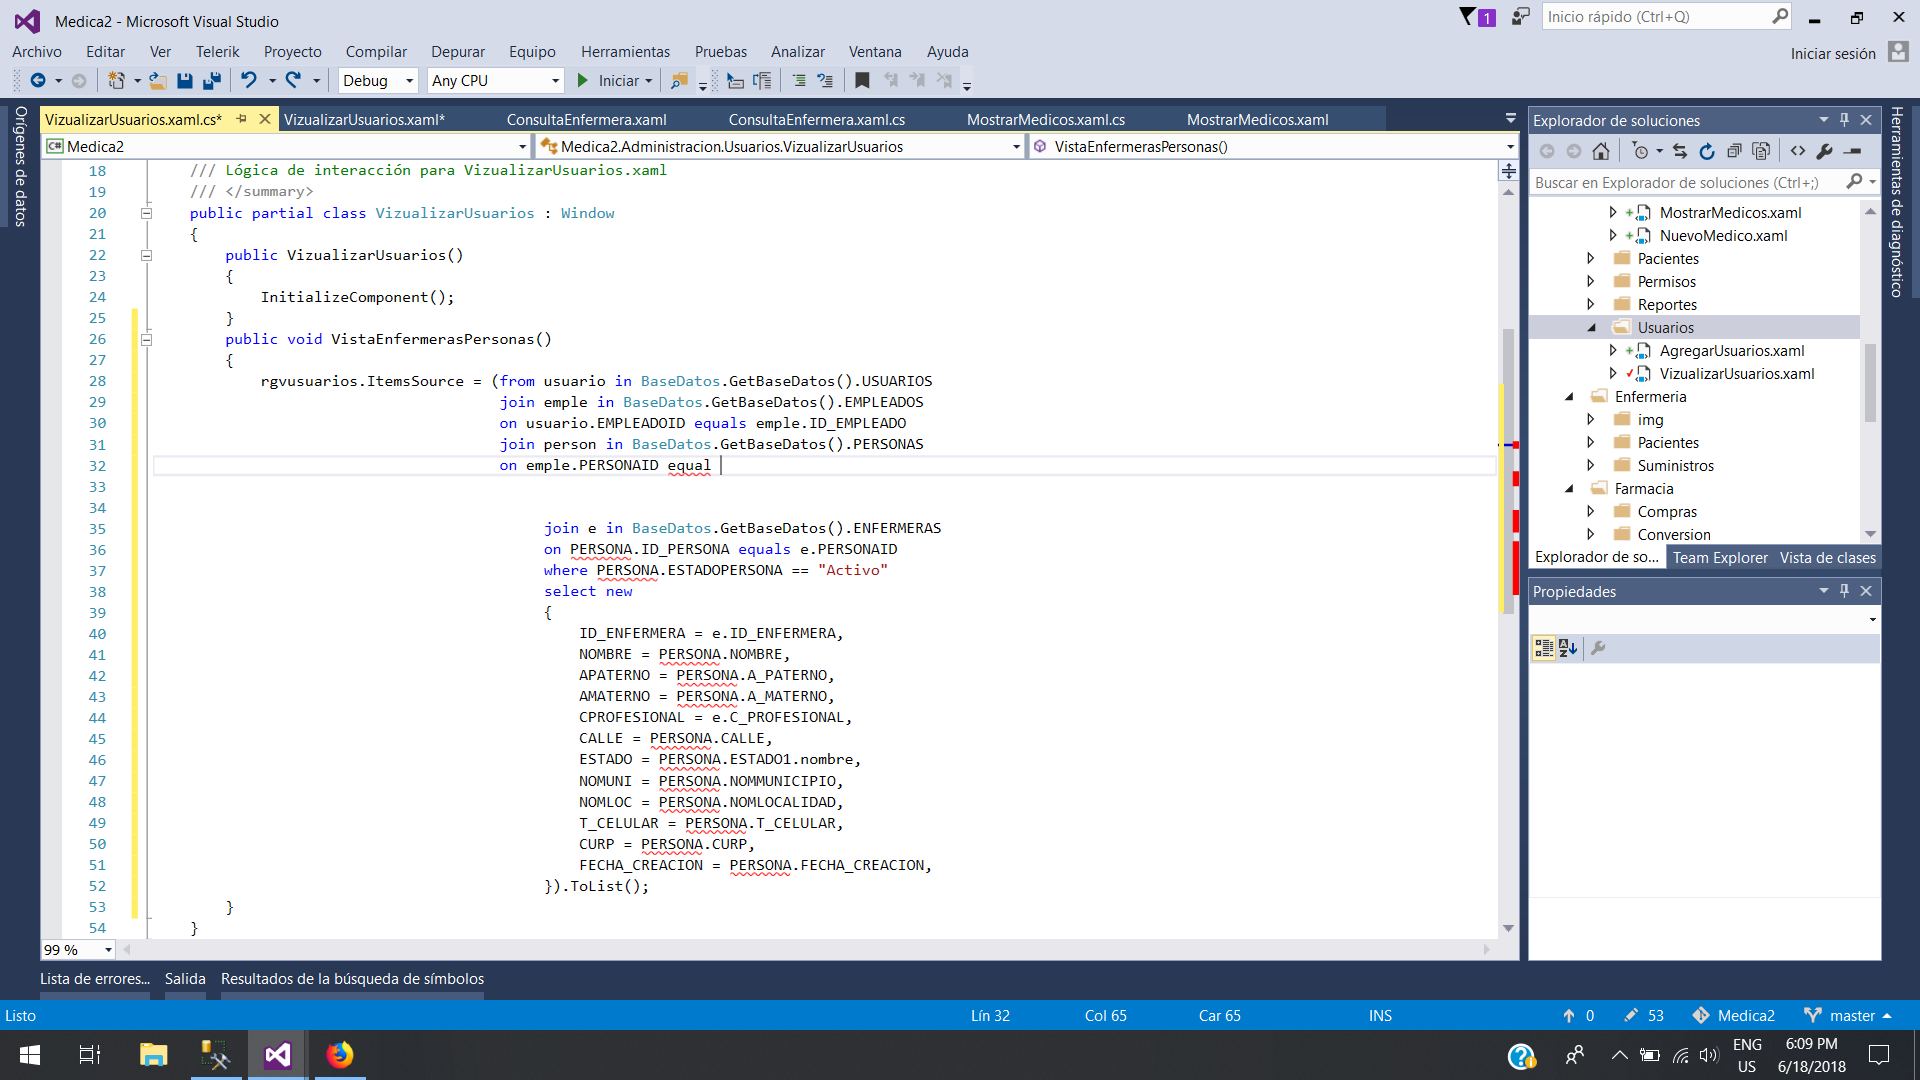 Medica2 - Microsoft Visual Studio
1
Inicio rápido (Ctrl+Q)
Archivo Editar Ver Telerik Proyecto Compilar Depurar Equipo Herramientas Pruebas Analizar Ventana Ayuda
Iniciar sesión
Debug Any CPU Iniciar
Orígenes de datos
VizualizarUsuarios.xaml.cs* VizualizarUsuarios.xaml* ConsultaEnfermera.xaml ConsultaEnfermera.xaml.cs MostrarMedicos.xaml.cs MostrarMedicos.xaml
C# Medica2 Medica2.Administracion.Usuarios.VizualizarUsuarios VistaEnfermerasPersonas()
18 /// Lógica de interacción para VizualizarUsuarios.xaml
19 /// </summary>
20 public partial class VizualizarUsuarios : Window
21 {
22 public VizualizarUsuarios()
23 {
24 InitializeComponent();
25 }
26 public void VistaEnfermerasPersonas()
27 {
28 rgvusuarios.ItemsSource = (from usuario in BaseDatos.GetBaseDatos().USUARIOS
29 join emple in BaseDatos.GetBaseDatos().EMPLEADOS
30 on usuario.EMPLEADOID equals emple.ID_EMPLEADO
31 join person in BaseDatos.GetBaseDatos().PERSONAS
32 on emple.PERSONAID equal
33
34
35 join e in BaseDatos.GetBaseDatos().ENFERMERAS
36 on PERSONA.ID_PERSONA equals e.PERSONAID
37 where PERSONA.ESTADOPERSONA == "Activo"
38 select new
39 {
40 ID_ENFERMERA = e.ID_ENFERMERA,
41 NOMBRE = PERSONA.NOMBRE,
42 APATERNO = PERSONA.A_PATERNO,
43 AMATERNO = PERSONA.A_MATERNO,
44 CPROFESIONAL = e.C_PROFESIONAL,
45 CALLE = PERSONA.CALLE,
46 ESTADO = PERSONA.ESTADO1.nombre,
47 NOMUNI = PERSONA.NOMMUNICIPIO,
48 NOMLOC = PERSONA.NOMLOCALIDAD,
49 T_CELULAR = PERSONA.T_CELULAR,
50 CURP = PERSONA.CURP,
51 FECHA_CREACION = PERSONA.FECHA_CREACION,
52 }).ToList();
53 }
54 }
99 %
Explorador de soluciones
Buscar en Explorador de soluciones (Ctrl+;)
MostrarMedicos.xaml
NuevoMedico.xaml
Pacientes
Permisos
Reportes
Usuarios
AgregarUsuarios.xaml
VizualizarUsuarios.xaml
Enfermeria
img
Pacientes
Suministros
Farmacia
Compras
Conversion
Explorador de so... Team Explorer Vista de clases
Propiedades
Herramientas de diagnóstico
Lista de errores... Salida Resultados de la búsqueda de símbolos
Listo Lín 32 Col 65 Car 65 INS 0 53 Medica2 master
ENG
US
6:09 PM
6/18/2018